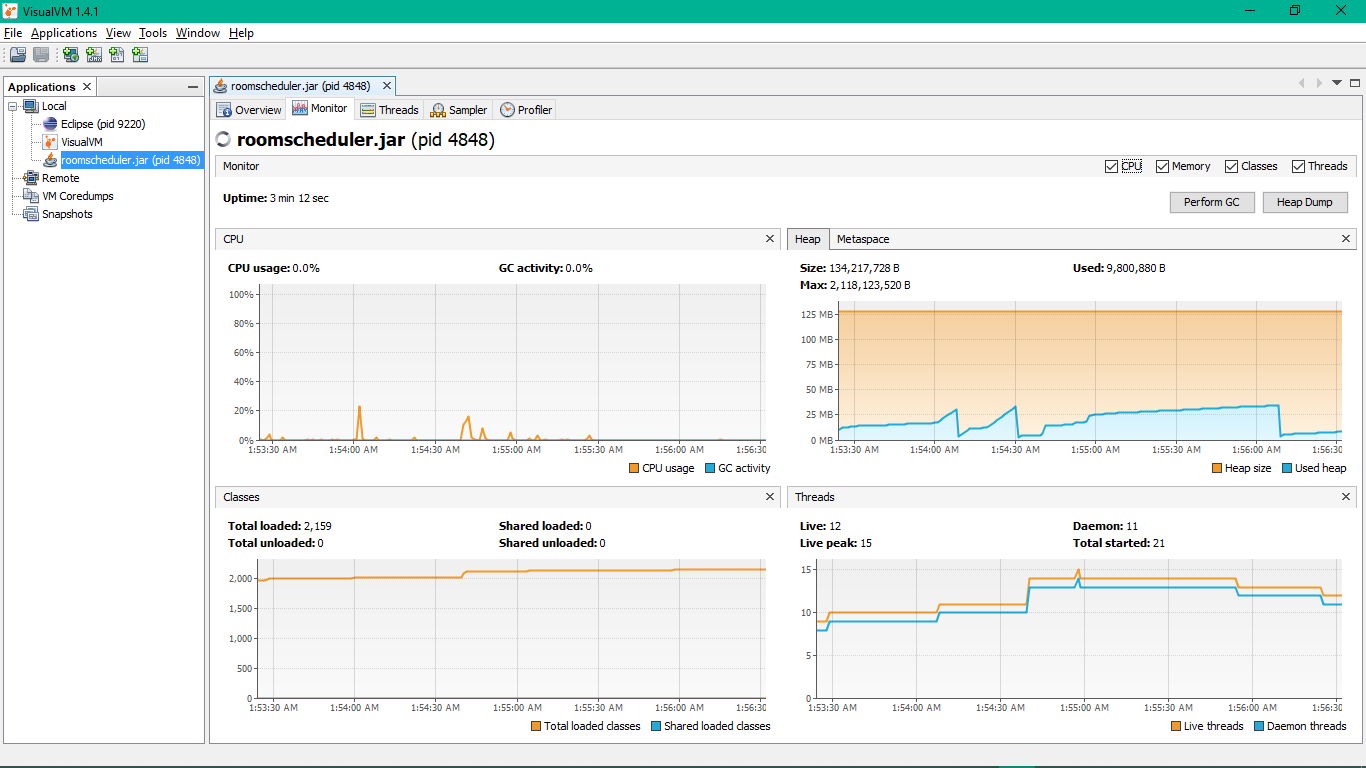 VisualVM 1.4.1
File Applications View Tools Window Help
Applications
Local
Eclipse (pid 9220)
VisualVM
roomscheduler.jar (pid 4848)
Remote
VM Coredumps
Snapshots
roomscheduler.jar (pid 4848)
Overview Monitor Threads Sampler Profiler
roomscheduler.jar (pid 4848)
Monitor CPU Memory Classes Threads
Uptime: 3 min 12 sec
Perform GC Heap Dump
CPU
CPU usage: 0.0% GC activity: 0.0%
100%
80%
60%
40%
20%
0%
1:53:30 AM 1:54:00 AM 1:54:30 AM 1:55:00 AM 1:55:30 AM 1:56:00 AM 1:56:30
CPU usage GC activity
Heap Metaspace
Size: 134,217,728 B Used: 9,800,880 B
Max: 2,118,123,520 B
125 MB
100 MB
75 MB
50 MB
25 MB
0 MB
1:53:30 AM 1:54:00 AM 1:54:30 AM 1:55:00 AM 1:55:30 AM 1:56:00 AM 1:56:30
Heap size Used heap
Classes
Total loaded: 2,159 Shared loaded: 0
Total unloaded: 0 Shared unloaded: 0
2,000
1,500
1,000
500
0
1:53:30 AM 1:54:00 AM 1:54:30 AM 1:55:00 AM 1:55:30 AM 1:56:00 AM 1:56:30
Total loaded classes Shared loaded classes
Threads
Live: 12 Daemon: 11
Live peak: 15 Total started: 21
15
10
5
0
1:53:30 AM 1:54:00 AM 1:54:30 AM 1:55:00 AM 1:55:30 AM 1:56:00 AM 1:56:30
Live threads Daemon threads